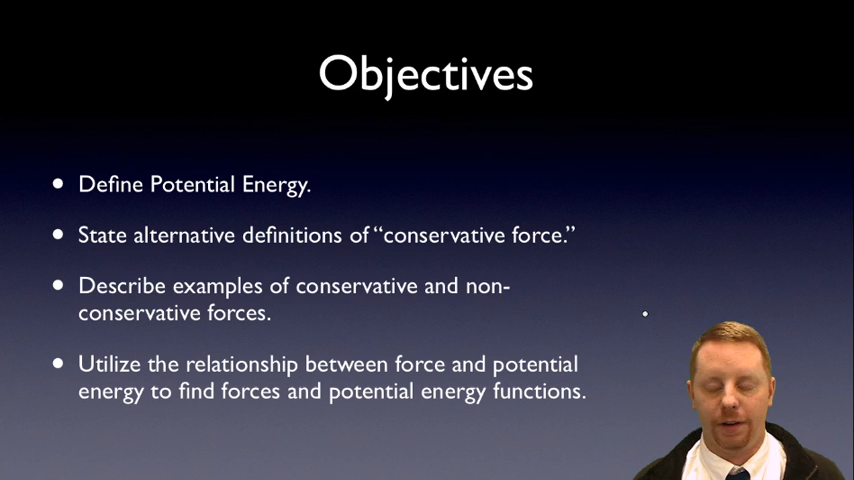 Objectives
• Define Potential Energy.
• State alternative definitions of “conservative force.”
• Describe examples of conservative and non-
conservative forces.
• Utilize the relationship between force and potential
energy to find forces and potential energy functions.